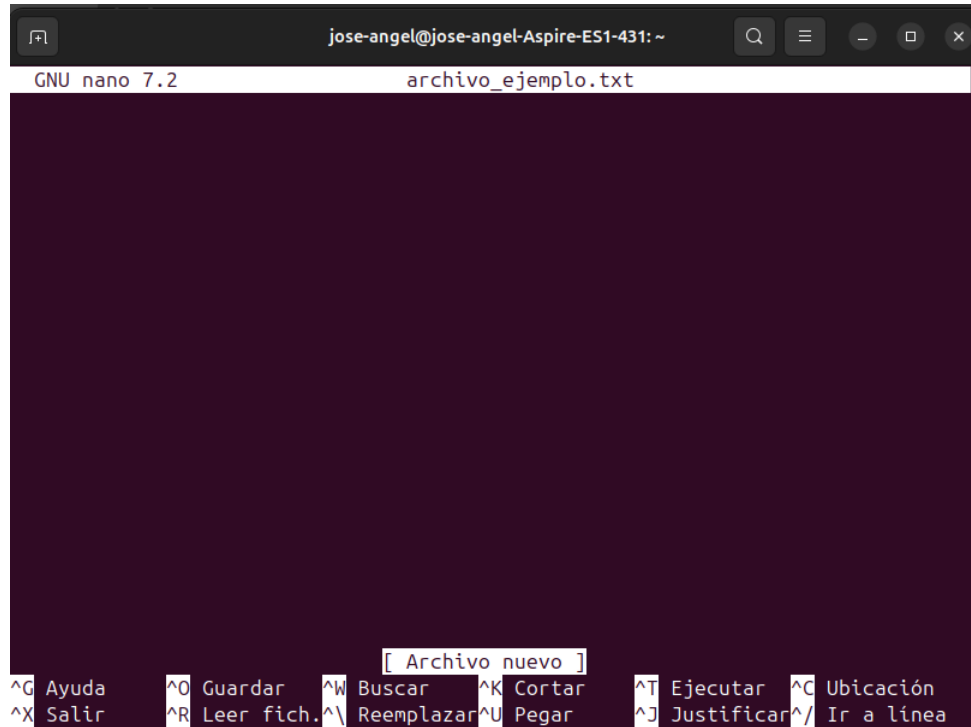 jose-angel@jose-angel-Aspire-ES1-431: ~
GNU nano 7.2 archivo_ejemplo.txt
[ Archivo nuevo ]
^G Ayuda ^O Guardar ^W Buscar ^K Cortar ^T Ejecutar ^C Ubicación
^X Salir ^R Leer fich. ^\ Reemplazar ^U Pegar ^J Justificar ^/ Ir a línea